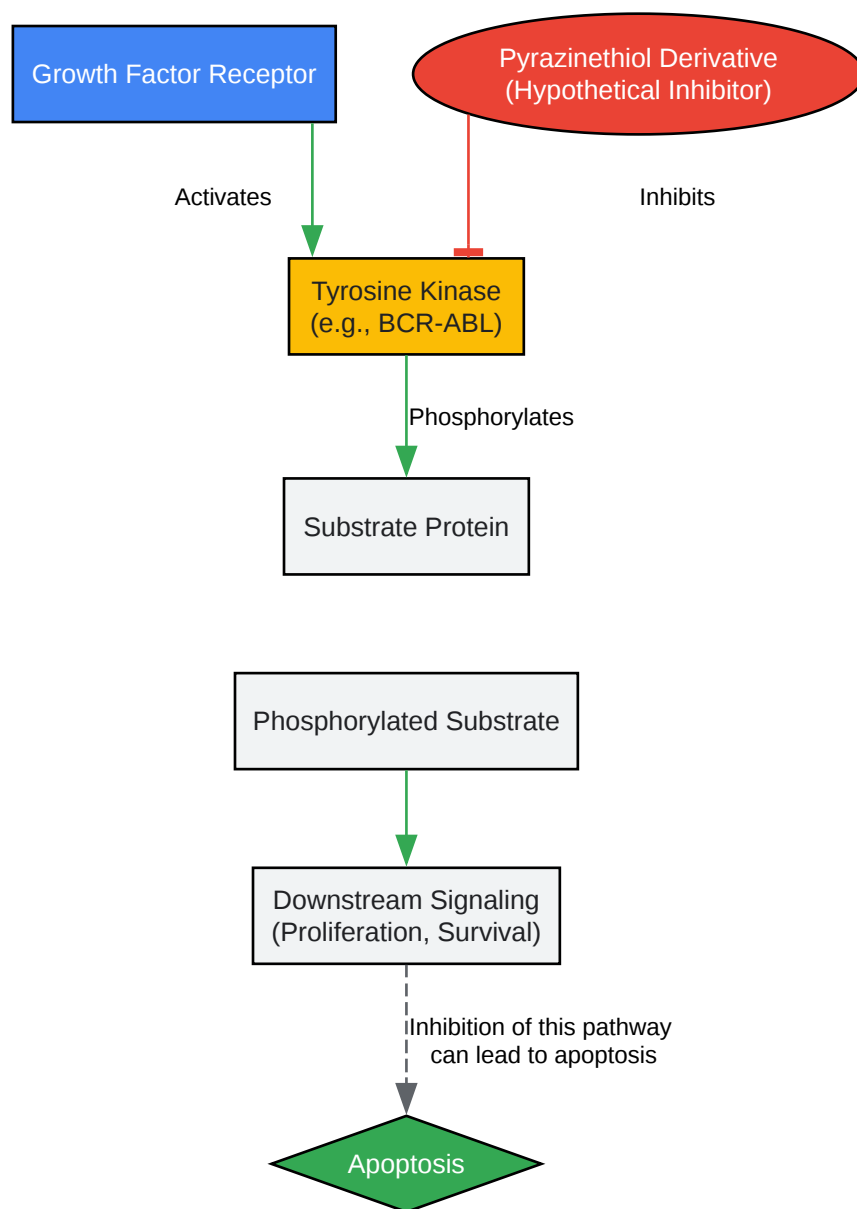 Growth Factor Receptor
Pyrazinethiol Derivative
(Hypothetical Inhibitor)
Activates
Inhibits
Tyrosine Kinase
(e.g., BCR-ABL)
Phosphorylates
Substrate Protein
Phosphorylated Substrate
Downstream Signaling
(Proliferation, Survival)
Inhibition of this pathway
can lead to apoptosis
Apoptosis